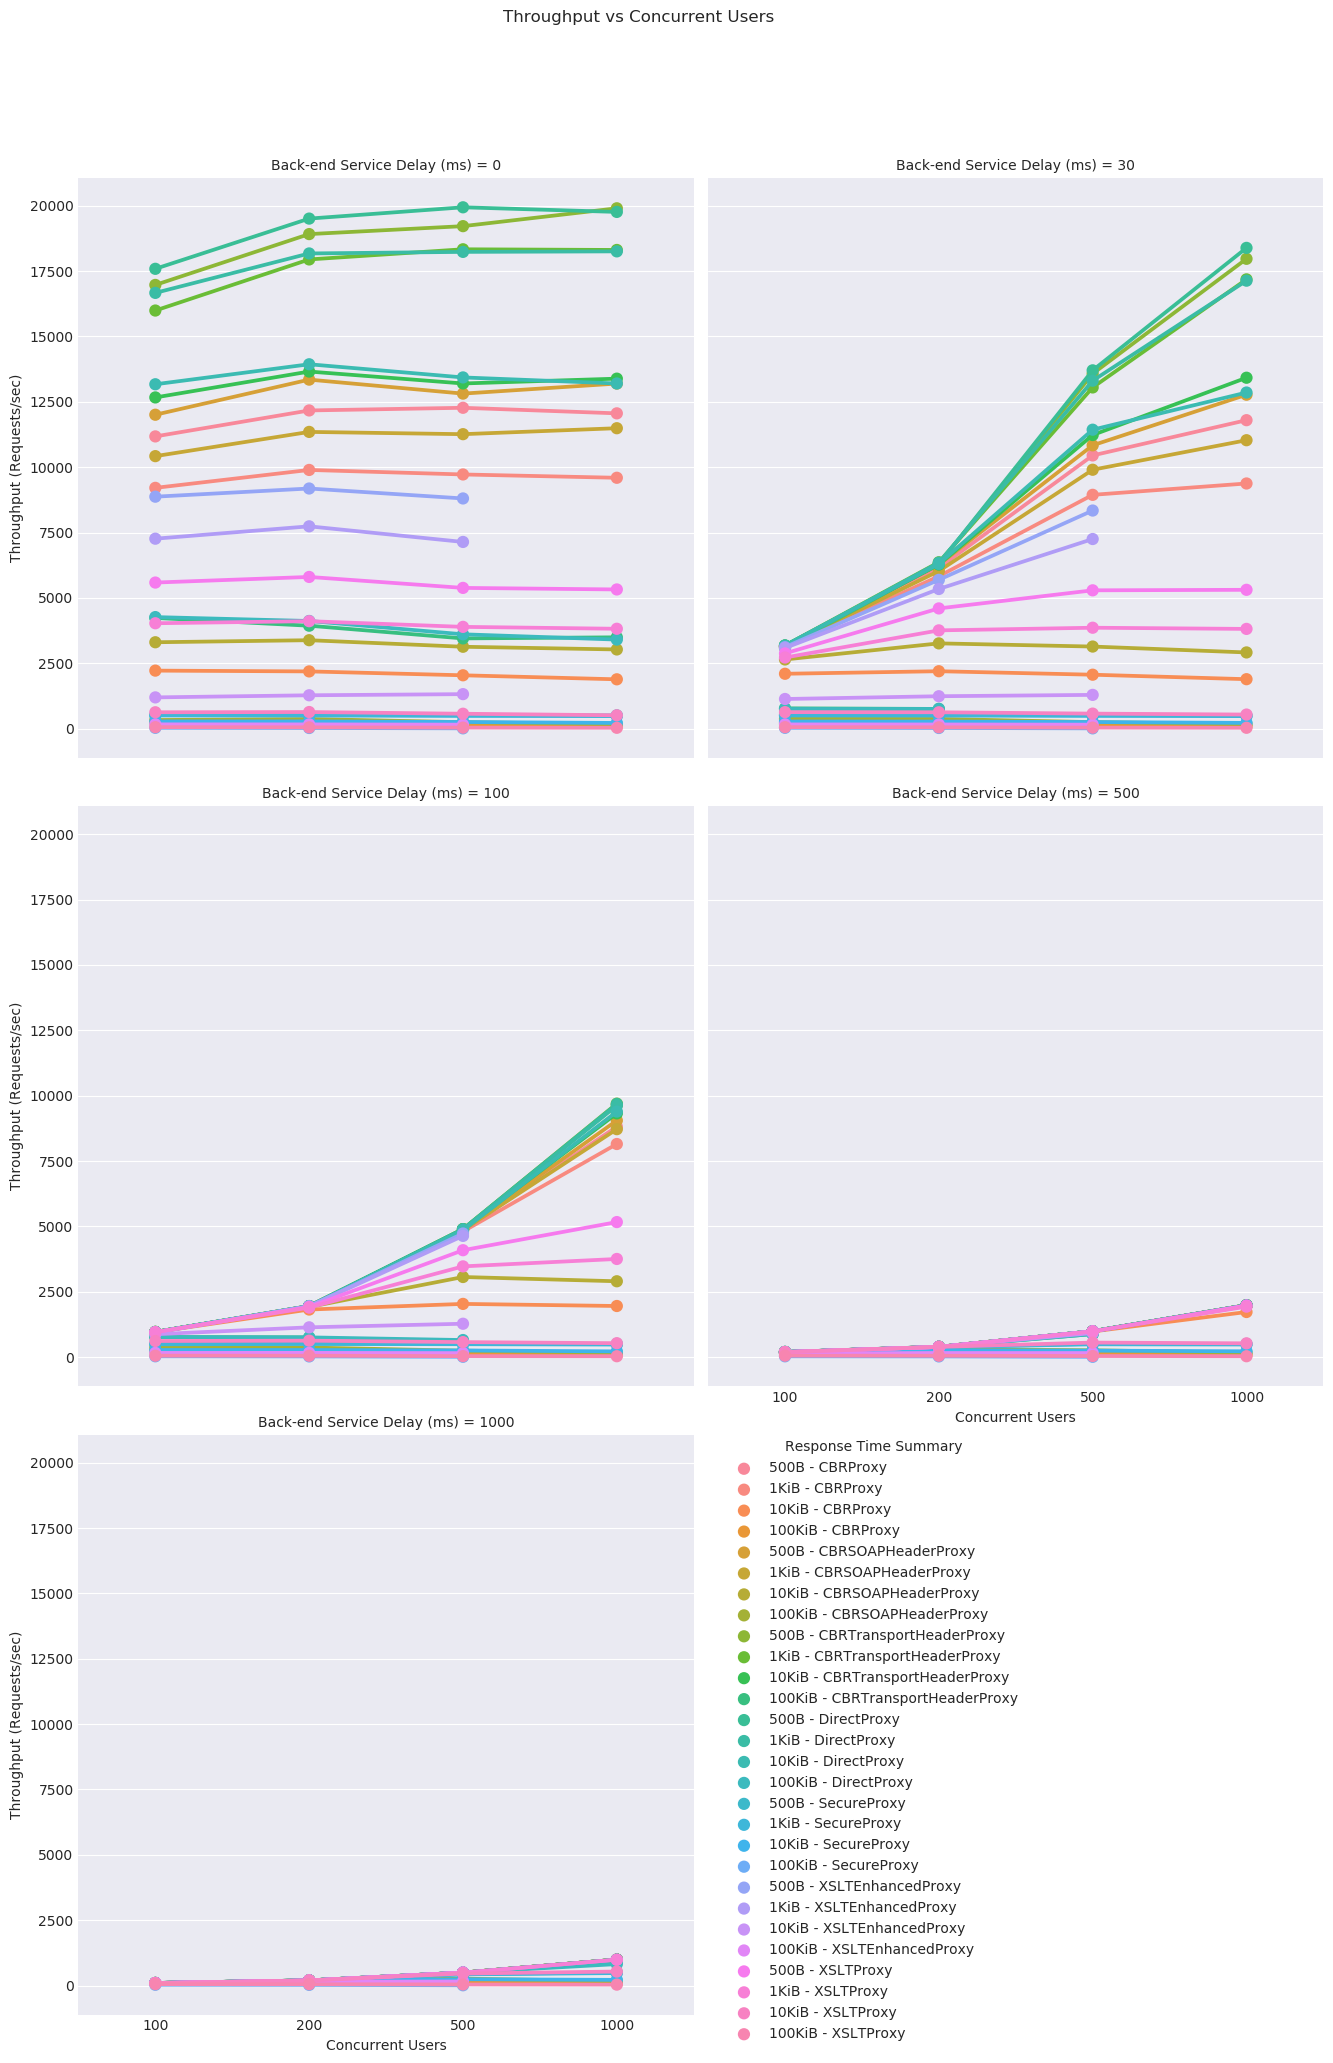 Throughput vs Concurrent Users
Back-end Service Delay (ms) = 0
Back-end Service Delay (ms) = 30
20000
17500
15000
12500
10000
7500
5000
2500
0
Throughput (Requests/sec)
Back-end Service Delay (ms) = 100
Back-end Service Delay (ms) = 500
20000
17500
15000
12500
10000
7500
5000
2500
0
Throughput (Requests/sec)
100 200 500 1000
Concurrent Users
Back-end Service Delay (ms) = 1000
20000
17500
15000
12500
10000
7500
5000
2500
0
Throughput (Requests/sec)
100 200 500 1000
Concurrent Users
Response Time Summary
500B - CBRProxy
1KiB - CBRProxy
10KiB - CBRProxy
100KiB - CBRProxy
500B - CBRSOAPHeaderProxy
1KiB - CBRSOAPHeaderProxy
10KiB - CBRSOAPHeaderProxy
100KiB - CBRSOAPHeaderProxy
500B - CBRTransportHeaderProxy
1KiB - CBRTransportHeaderProxy
10KiB - CBRTransportHeaderProxy
100KiB - CBRTransportHeaderProxy
500B - DirectProxy
1KiB - DirectProxy
10KiB - DirectProxy
100KiB - DirectProxy
500B - SecureProxy
1KiB - SecureProxy
10KiB - SecureProxy
100KiB - SecureProxy
500B - XSLTEnhancedProxy
1KiB - XSLTEnhancedProxy
10KiB - XSLTEnhancedProxy
100KiB - XSLTEnhancedProxy
500B - XSLTProxy
1KiB - XSLTProxy
10KiB - XSLTProxy
100KiB - XSLTProxy